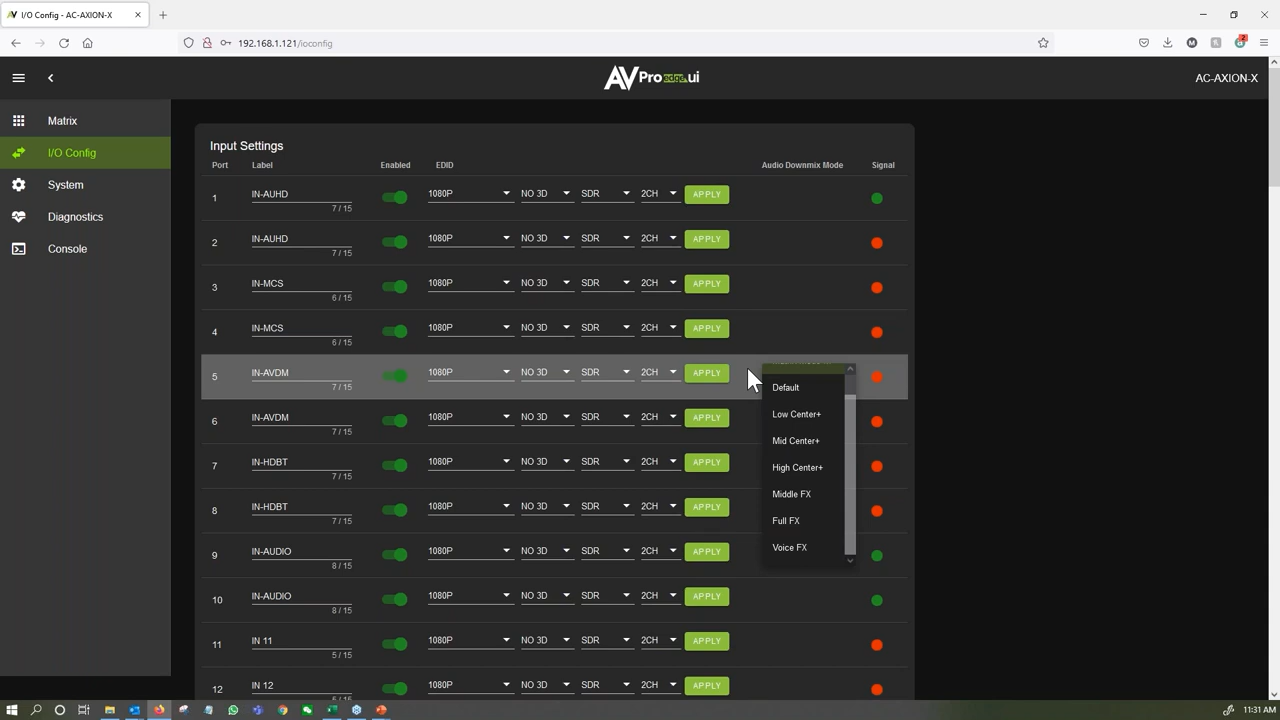 I/O Config - AC-AXION-X
192.168.1.121/ioconfig
2
AVProedge.ui
AC-AXION-X
Matrix
I/O Config
System
Diagnostics
Console
Input Settings
Port Label Enabled EDID Audio Downmix Mode Signal
1 IN-AUHD 1080P NO 3D SDR 2CH APPLY
7 / 15
2 IN-AUHD 1080P NO 3D SDR 2CH APPLY
7 / 15
3 IN-MCS 1080P NO 3D SDR 2CH APPLY
6 / 15
4 IN-MCS 1080P NO 3D SDR 2CH APPLY
6 / 15
5 IN-AVDM 1080P NO 3D SDR 2CH APPLY
7 / 15
Default
Low Center+
Mid Center+
High Center+
Middle FX
Full FX
Voice FX
6 IN-AVDM 1080P NO 3D SDR 2CH APPLY
7 / 15
7 IN-HDBT 1080P NO 3D SDR 2CH APPLY
7 / 15
8 IN-HDBT 1080P NO 3D SDR 2CH APPLY
7 / 15
9 IN-AUDIO 1080P NO 3D SDR 2CH APPLY
8 / 15
10 IN-AUDIO 1080P NO 3D SDR 2CH APPLY
8 / 15
11 IN 11 1080P NO 3D SDR 2CH APPLY
5 / 15
12 IN 12 1080P NO 3D SDR 2CH APPLY
11:31 AM